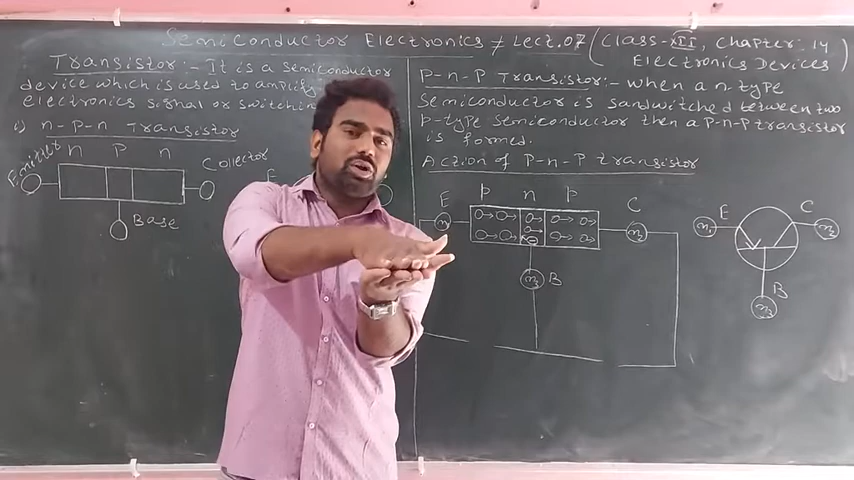 Semiconductor Electronics ≠ Lect.07 (Class-XII, Chapter: 14
Electronics Devices)
Transistor:- It is a semiconductor
device which is used to amplify
electronics signal or switching
i) n-p-n Transistor
Emitter n p n Collector
Base
P-n-P Transistor:- when a n type
Semiconductor is sandwitched between two
p-type semiconductor then a P-n-P transistor
is formed.
Action of P-n-P transistor
E
E p n p C
B
E C
B